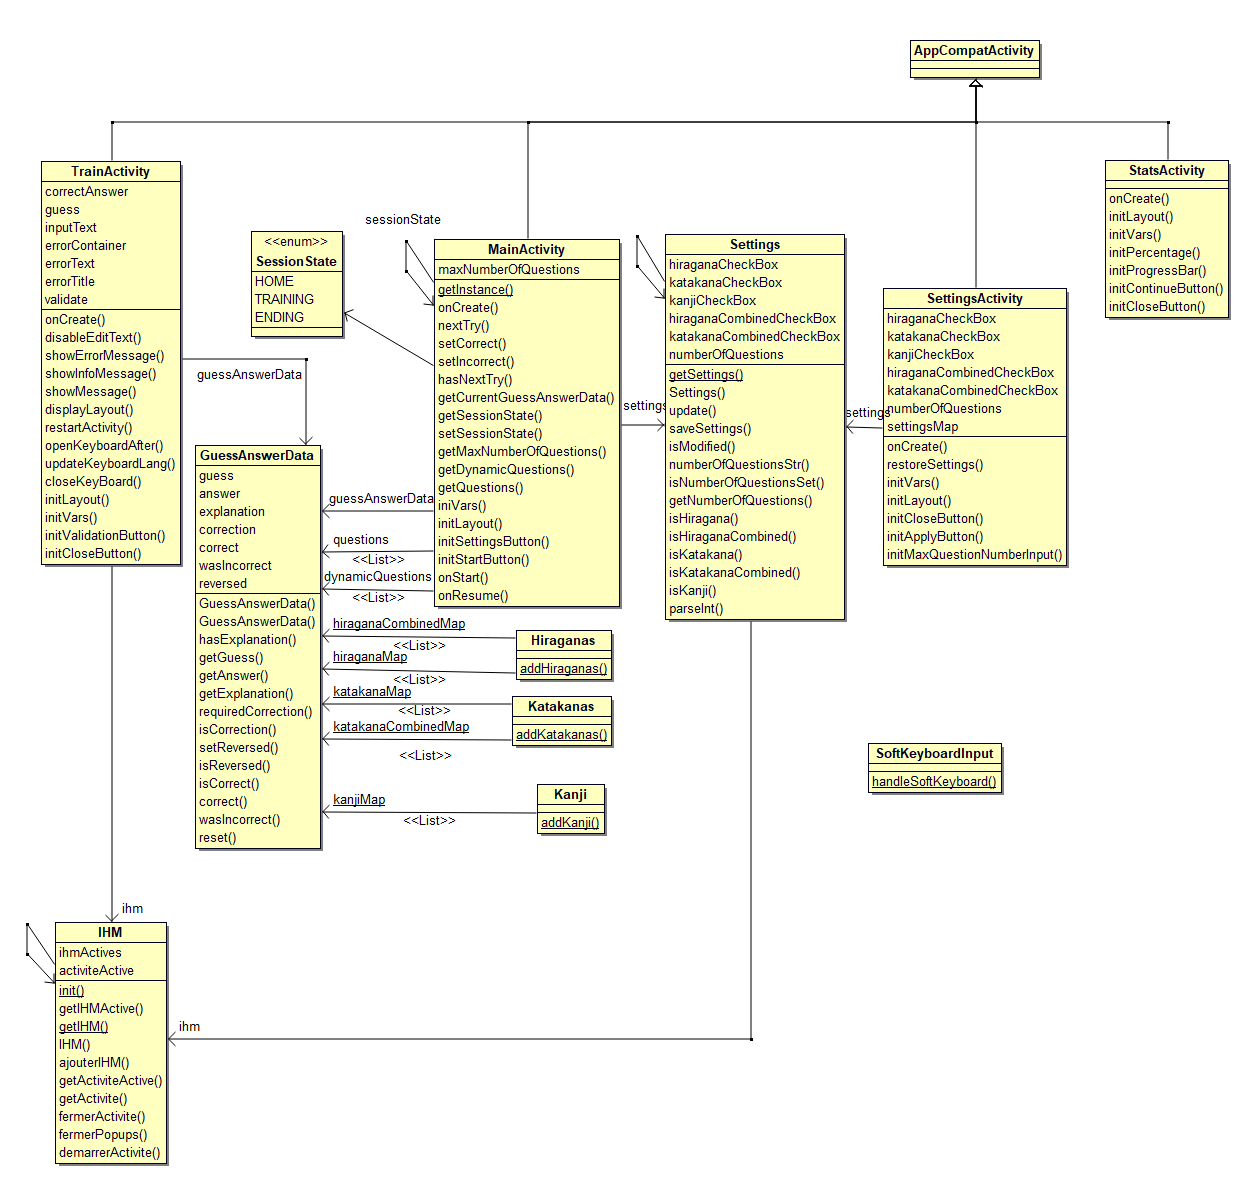 AppCompatActivity
TrainActivity
correctAnswer
guess
inputText
errorContainer
errorText
errorTitle
validate
onCreate()
disableEditText()
showErrorMessage()
showInfoMessage()
showMessage()
displayLayout()
restartActivity()
openKeyboardAfter()
updateKeyboardLang()
closeKeyBoard()
initLayout()
initVars()
initValidationButton()
initCloseButton()
guessAnswerData
<<enum>>
SessionState
HOME
TRAINING
ENDING
sessionState
MainActivity
maxNumberOfQuestions
getInstance()
onCreate()
nextTry()
setCorrect()
setIncorrect()
hasNextTry()
getCurrentGuessAnswerData()
getSessionState()
setSessionState()
getMaxNumberOfQuestions()
getDynamicQuestions()
getQuestions()
iniVars()
initLayout()
initSettingsButton()
initStartButton()
onStart()
onResume()
settings
Settings
hiraganaCheckBox
katakanaCheckBox
kanjiCheckBox
hiraganaCombinedCheckBox
katakanaCombinedCheckBox
numberOfQuestions
getSettings()
Settings()
update()
saveSettings()
isModified()
numberOfQuestionsStr()
isNumberOfQuestionsSet()
getNumberOfQuestions()
isHiragana()
isHiraganaCombined()
isKatakana()
isKatakanaCombined()
isKanji()
parseInt()
settings
SettingsActivity
hiraganaCheckBox
katakanaCheckBox
kanjiCheckBox
hiraganaCombinedCheckBox
katakanaCombinedCheckBox
numberOfQuestions
settingsMap
onCreate()
restoreSettings()
initVars()
initLayout()
initCloseButton()
initApplyButton()
initMaxQuestionNumberInput()
StatsActivity
onCreate()
initLayout()
initVars()
initPercentage()
initProgressBar()
initContinueButton()
initCloseButton()
GuessAnswerData
guess
answer
explanation
correction
correct
wasIncorrect
reversed
GuessAnswerData()
GuessAnswerData()
hasExplanation()
getGuess()
getAnswer()
getExplanation()
requiredCorrection()
isCorrection()
setReversed()
isReversed()
isCorrect()
correct()
wasIncorrect()
reset()
guessAnswerData
questions
<<List>>
dynamicQuestions
<<List>>
hiraganaCombinedMap
<<List>>
hiraganaMap
<<List>>
katakanaMap
<<List>>
katakanaCombinedMap
<<List>>
kanjiMap
<<List>>
Hiraganas
addHiraganas()
Katakanas
addKatakanas()
Kanji
addKanji()
SoftKeyboardInput
handleSoftKeyboard()
ihm
IHM
ihmActives
activiteActive
init()
getIHMActive()
getIHM()
IHM()
ajouterIHM()
getActiviteActive()
getActivite()
fermerActivite()
fermerPopups()
demarrerActivite()
ihm